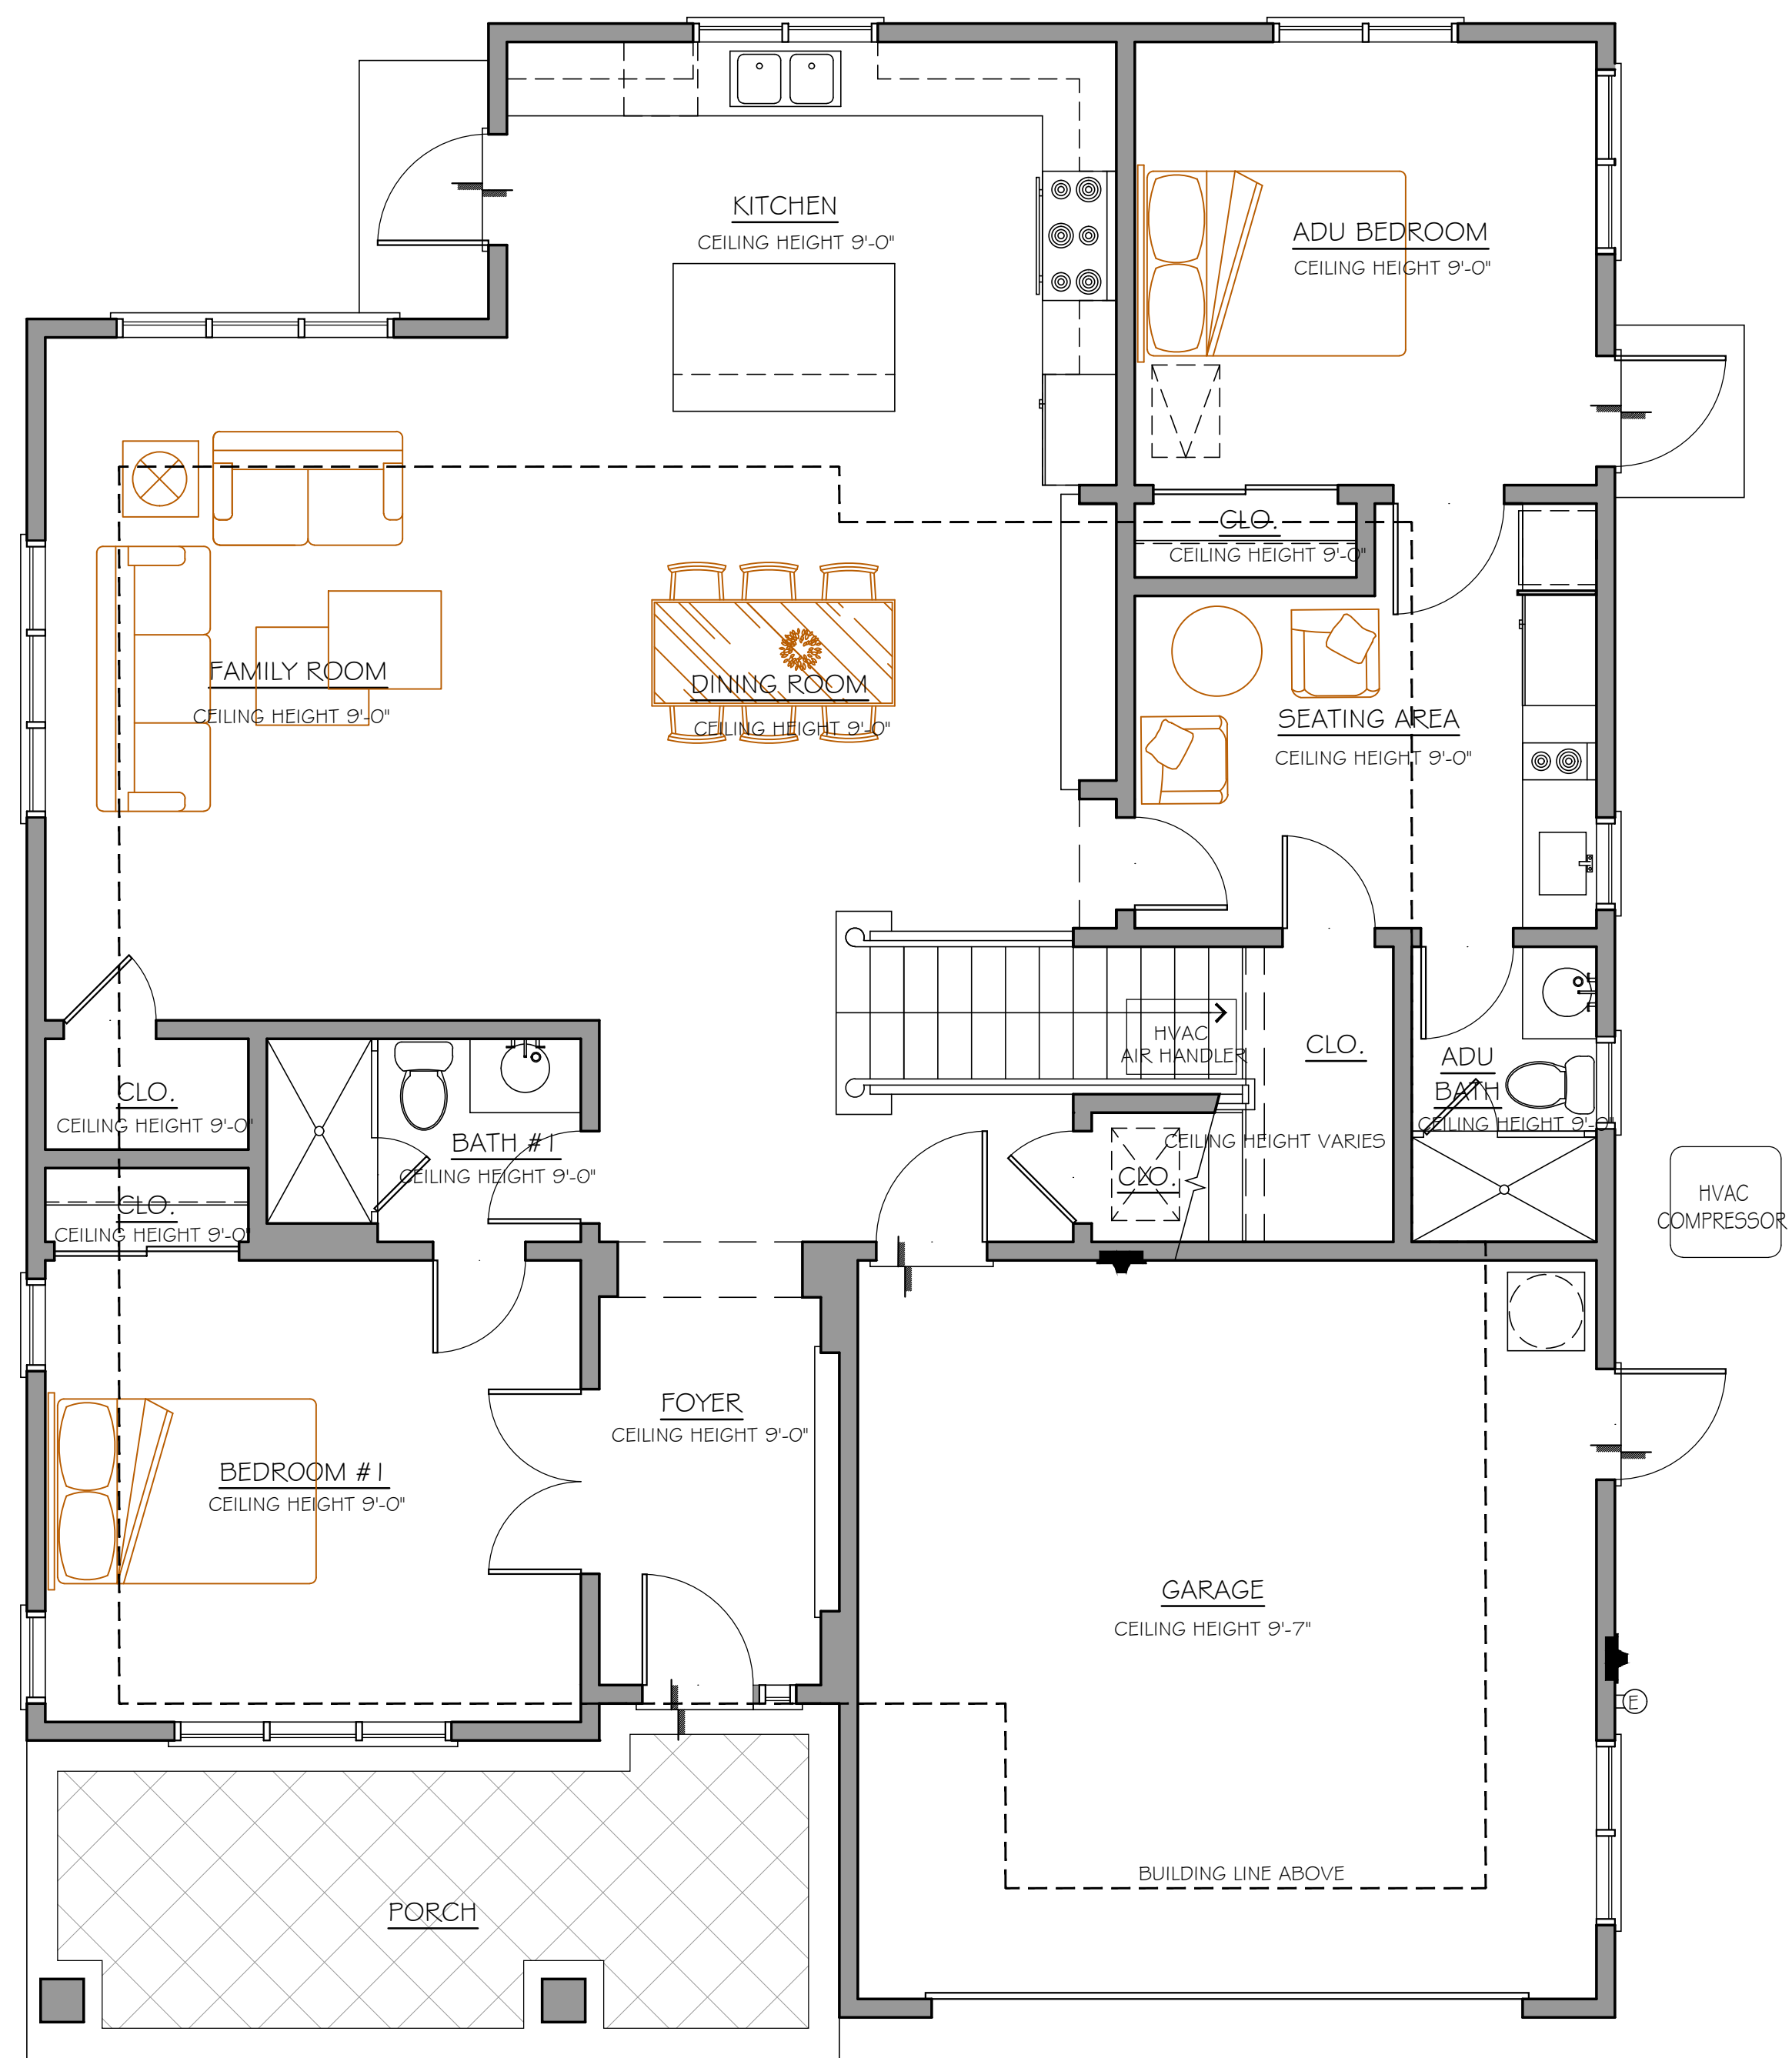 KITCHEN
CEILING HEIGHT 9'-0"
ADU BEDROOM
CEILING HEIGHT 9'-0"
CLO.
CEILING HEIGHT 9'-0"
FAMILY ROOM
CEILING HEIGHT 9'-0"
DINING ROOM
CEILING HEIGHT 9'-0"
SEATING AREA
CEILING HEIGHT 9'-0"
HVAC
AIR HANDLER
CLO.
ADU
BATH
CEILING HEIGHT 9'-0"
CLO.
CEILING HEIGHT 9'-0"
BATH #1
CEILING HEIGHT 9'-0"
CEILING HEIGHT VARIES
CLO.
CLO.
CEILING HEIGHT 9'-0"
HVAC
COMPRESSOR
FOYER
CEILING HEIGHT 9'-0"
BEDROOM #1
CEILING HEIGHT 9'-0"
GARAGE
CEILING HEIGHT 9'-7"
E
BUILDING LINE ABOVE
PORCH